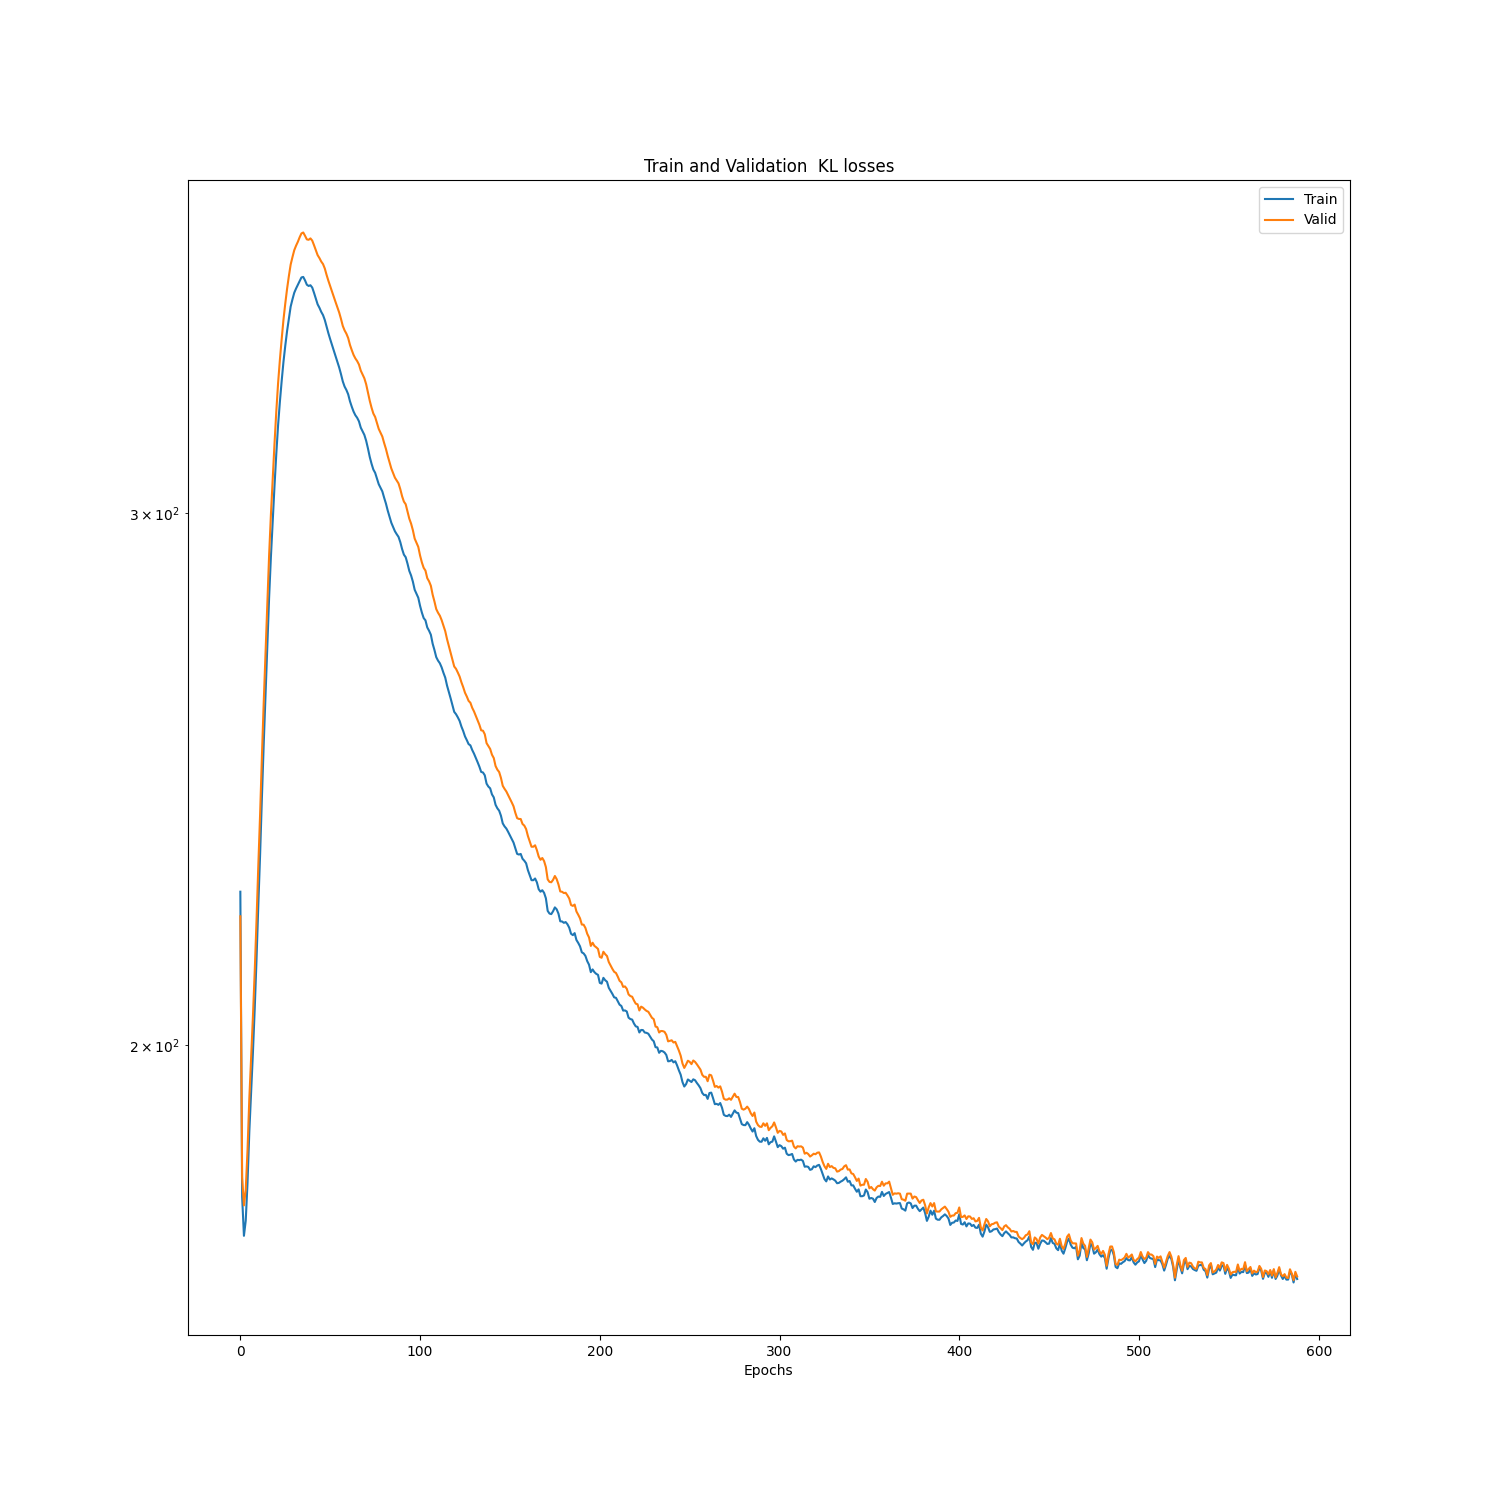 Train and Validation  KL losses
Train
Valid
3 × 10²
2 × 10²
0 100 200 300 400 500 600
Epochs